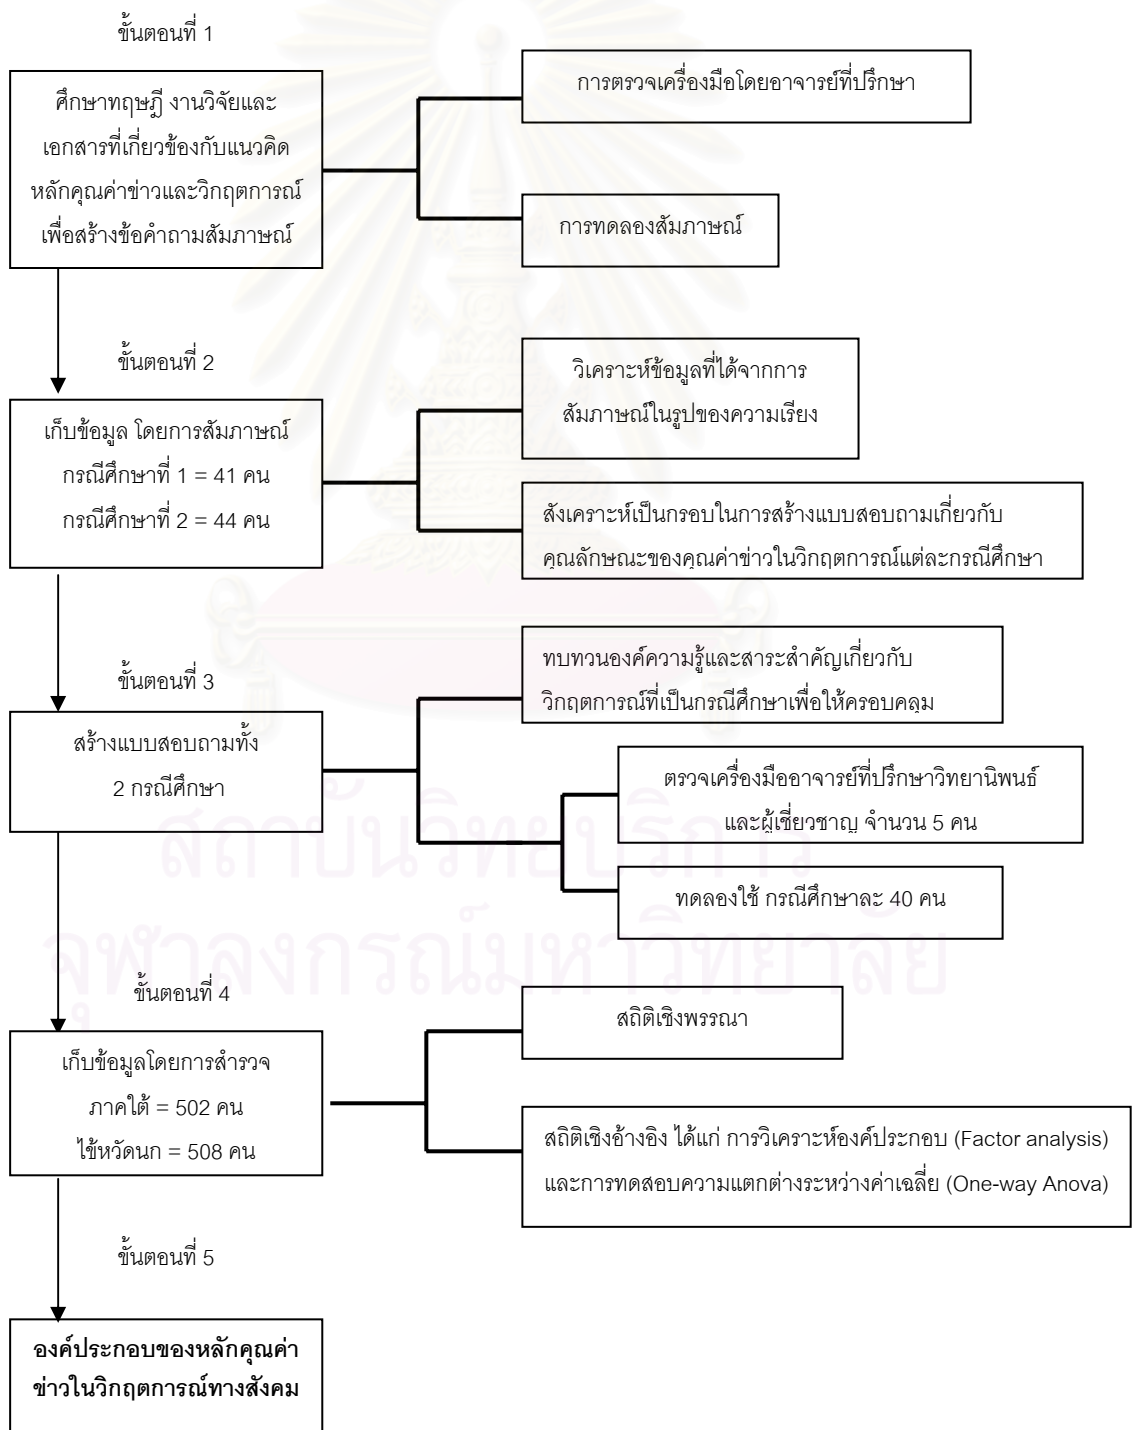 ขั้นตอนที่ 1
ศึกษาทฤษฎี งานวิจัยและ
เอกสารที่เกี่ยวข้องกับแนวคิด
หลักคุณค่าข่าวและวิกฤตการณ์
เพื่อสร้างข้อคำถามสัมภาษณ์
การตรวจเครื่องมือโดยอาจารย์ที่ปรึกษา
การทดลองสัมภาษณ์
ขั้นตอนที่ 2
เก็บข้อมูล โดยการสัมภาษณ์
กรณีศึกษาที่ 1 = 41 คน
กรณีศึกษาที่ 2 = 44 คน
วิเคราะห์ข้อมูลที่ได้จากการ
สัมภาษณ์ในรูปของความเรียง
สังเคราะห์เป็นกรอบในการสร้างแบบสอบถามเกี่ยวกับ
คุณลักษณะของคุณค่าข่าวในวิกฤตการณ์แต่ละกรณีศึกษา
ขั้นตอนที่ 3
สร้างแบบสอบถามทั้ง
2 กรณีศึกษา
ทบทวนองค์ความรู้และสาระสำคัญเกี่ยวกับ
วิกฤตการณ์ที่เป็นกรณีศึกษาเพื่อให้ครอบคลุม
ตรวจเครื่องมืออาจารย์ที่ปรึกษาวิทยานิพนธ์
และผู้เชี่ยวชาญ จำนวน 5 คน
ทดลองใช้ กรณีศึกษาละ 40 คน
สถาบันวิทยบริการ
จุฬาลงกรณ์มหาวิทยาลัย
ขั้นตอนที่ 4
เก็บข้อมูลโดยการสำรวจ
ภาคใต้ = 502 คน
ไข้หวัดนก = 508 คน
สถิติเชิงพรรณา
สถิติเชิงอ้างอิง ได้แก่ การวิเคราะห์องค์ประกอบ (Factor analysis)
และการทดสอบความแตกต่างระหว่างค่าเฉลี่ย (One-way Anova)
ขั้นตอนที่ 5
องค์ประกอบของหลักคุณค่า
ข่าวในวิกฤตการณ์ทางสังคม